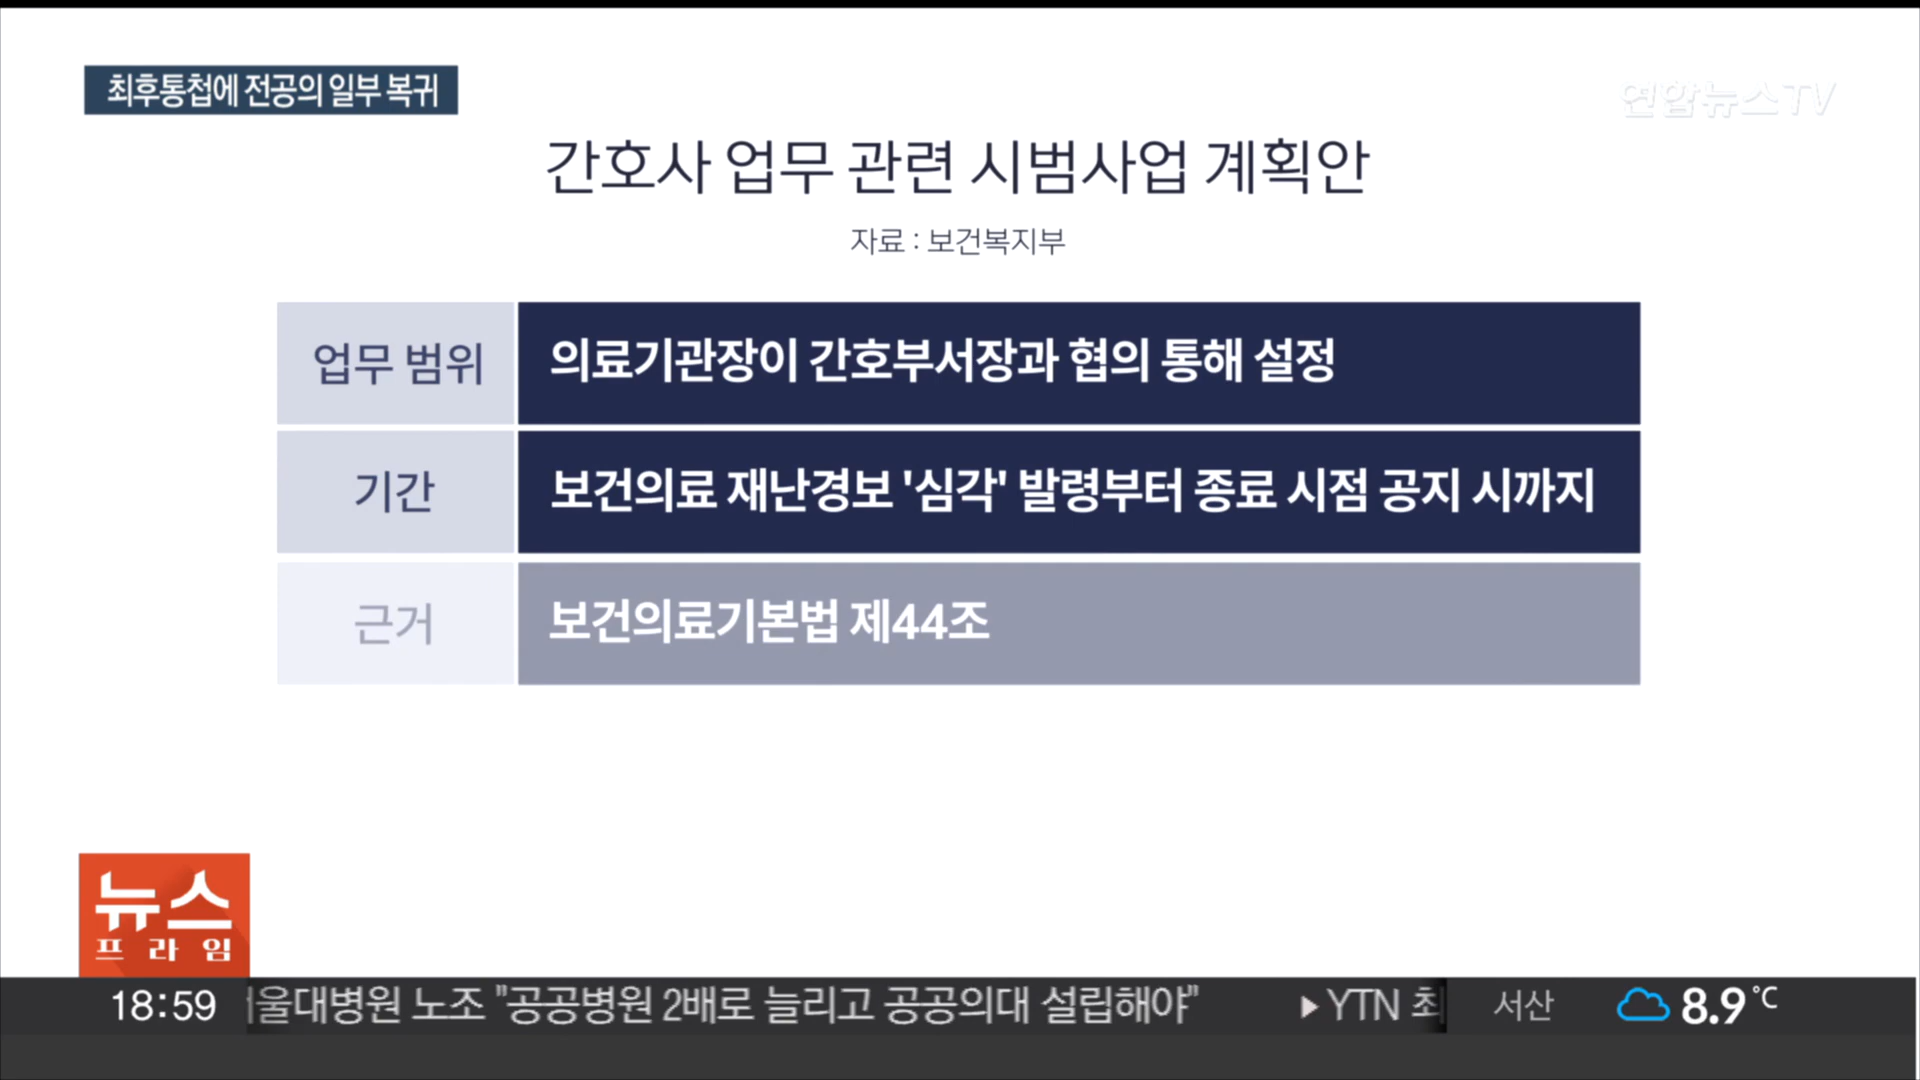 최후통첩에 전공의 일부 복귀
연합뉴스TV
간호사 업무 관련 시범사업 계획안
자료 : 보건복지부
업무 범위
의료기관장이 간호부서장과 협의 통해 설정
기간
보건의료 재난경보 '심각' 발령부터 종료 시점 공지 시까지
근거
보건의료기본법 제44조
뉴스
프라임
18:59
울대병원 노조 "공공병원 2배로 늘리고 공공의대 설립해야"
▶YTN 최
서산
8.9℃